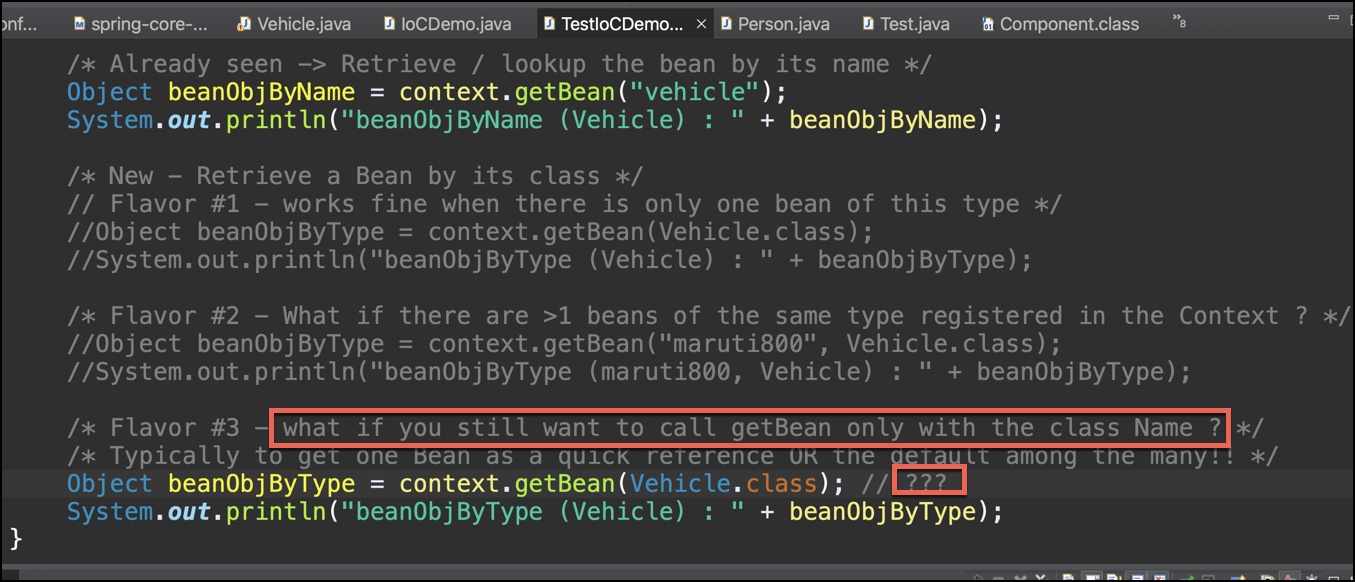 onf... spring-core-... Vehicle.java IoCDemo.java TestIoCDemo... Person.java Test.java Component.class »8
/* Already seen -> Retrieve / lookup the bean by its name */
Object beanObjByName = context.getBean("vehicle");
System.out.println("beanObjByName (Vehicle) : " + beanObjByName);
/* New - Retrieve a Bean by its class */
// Flavor #1 - works fine when there is only one bean of this type */
//Object beanObjByType = context.getBean(Vehicle.class);
//System.out.println("beanObjByType (Vehicle) : " + beanObjByType);
/* Flavor #2 - What if there are >1 beans of the same type registered in the Context ? */
//Object beanObjByType = context.getBean("maruti800", Vehicle.class);
//System.out.println("beanObjByType (maruti800, Vehicle) : " + beanObjByType);
/* Flavor #3 - what if you still want to call getBean only with the class Name ? */
/* Typically to get one Bean as a quick reference OR the default among the many!! */
Object beanObjByType = context.getBean(Vehicle.class); // ???
System.out.println("beanObjByType (Vehicle) : " + beanObjByType);
}